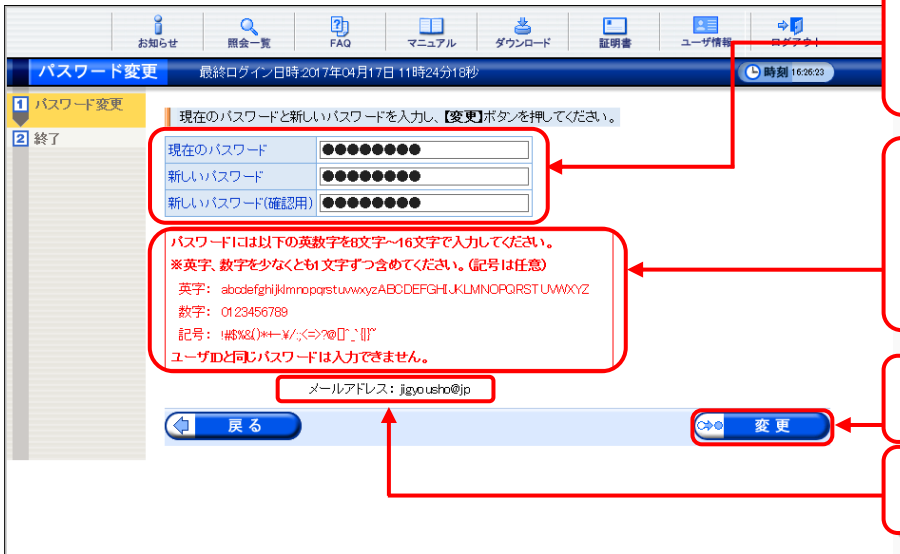 お知らせ 照会一覧 FAQ マニュアル ダウンロード 証明書 ユーザ情報 ログアウト
パスワード変更 最終ログイン日時:2017年04月17日 11時24分18秒 時刻 16:26:23
1 パスワード変更
2 終了
現在のパスワードと新しいパスワードを入力し、【変更】ボタンを押してください。
現在のパスワード ●●●●●●●●
新しいパスワード ●●●●●●●●
新しいパスワード(確認用) ●●●●●●●●
パスワードには以下の英数字を8文字～16文字で入力してください。
※英字、数字を少なくとも1文字ずつ含めてください。(記号は任意)
英字: abcdefghijklmnopqrstuvwxyzABCDEFGHIJKLMNOPQRSTUVWXYZ
数字: 0123456789
記号:
ユーザIDと同じパスワードは入力できません。
メールアドレス: jigyousho@jp
戻る 変更